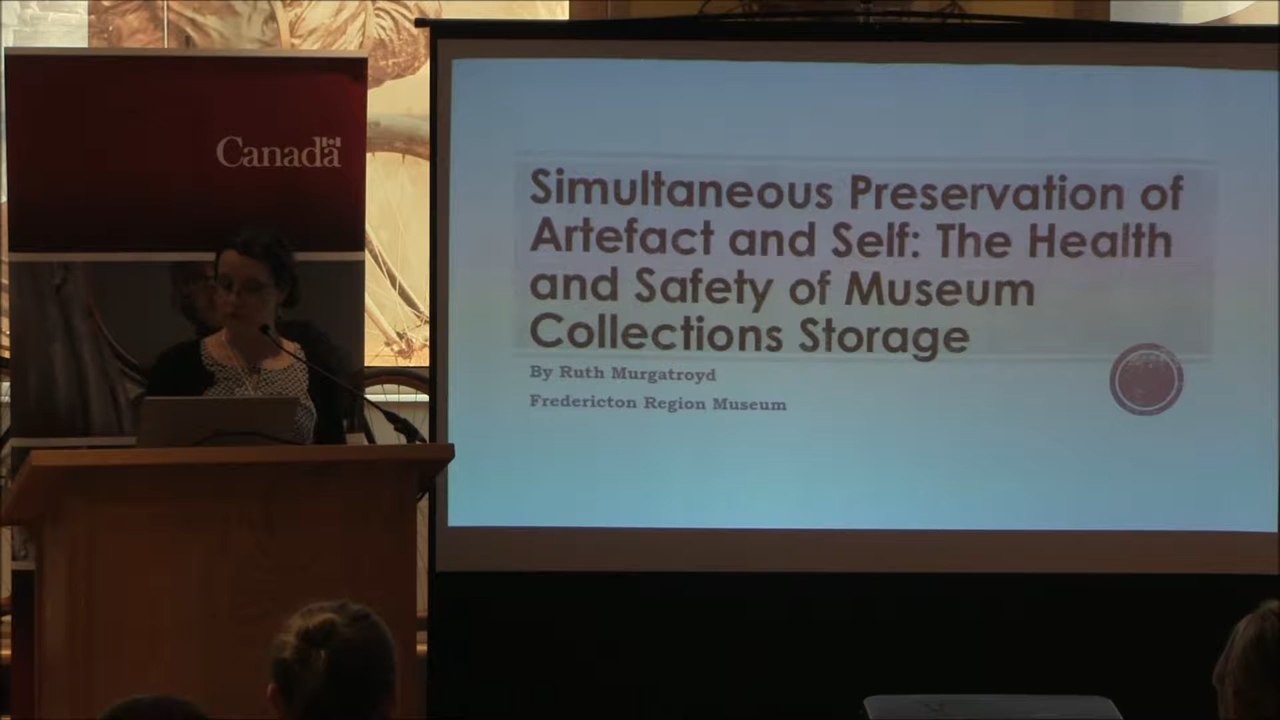 Canada
Simultaneous Preservation of
Artefact and Self: The Health
and Safety of Museum
Collections Storage
By Ruth Murgatroyd
Fredericton Region Museum